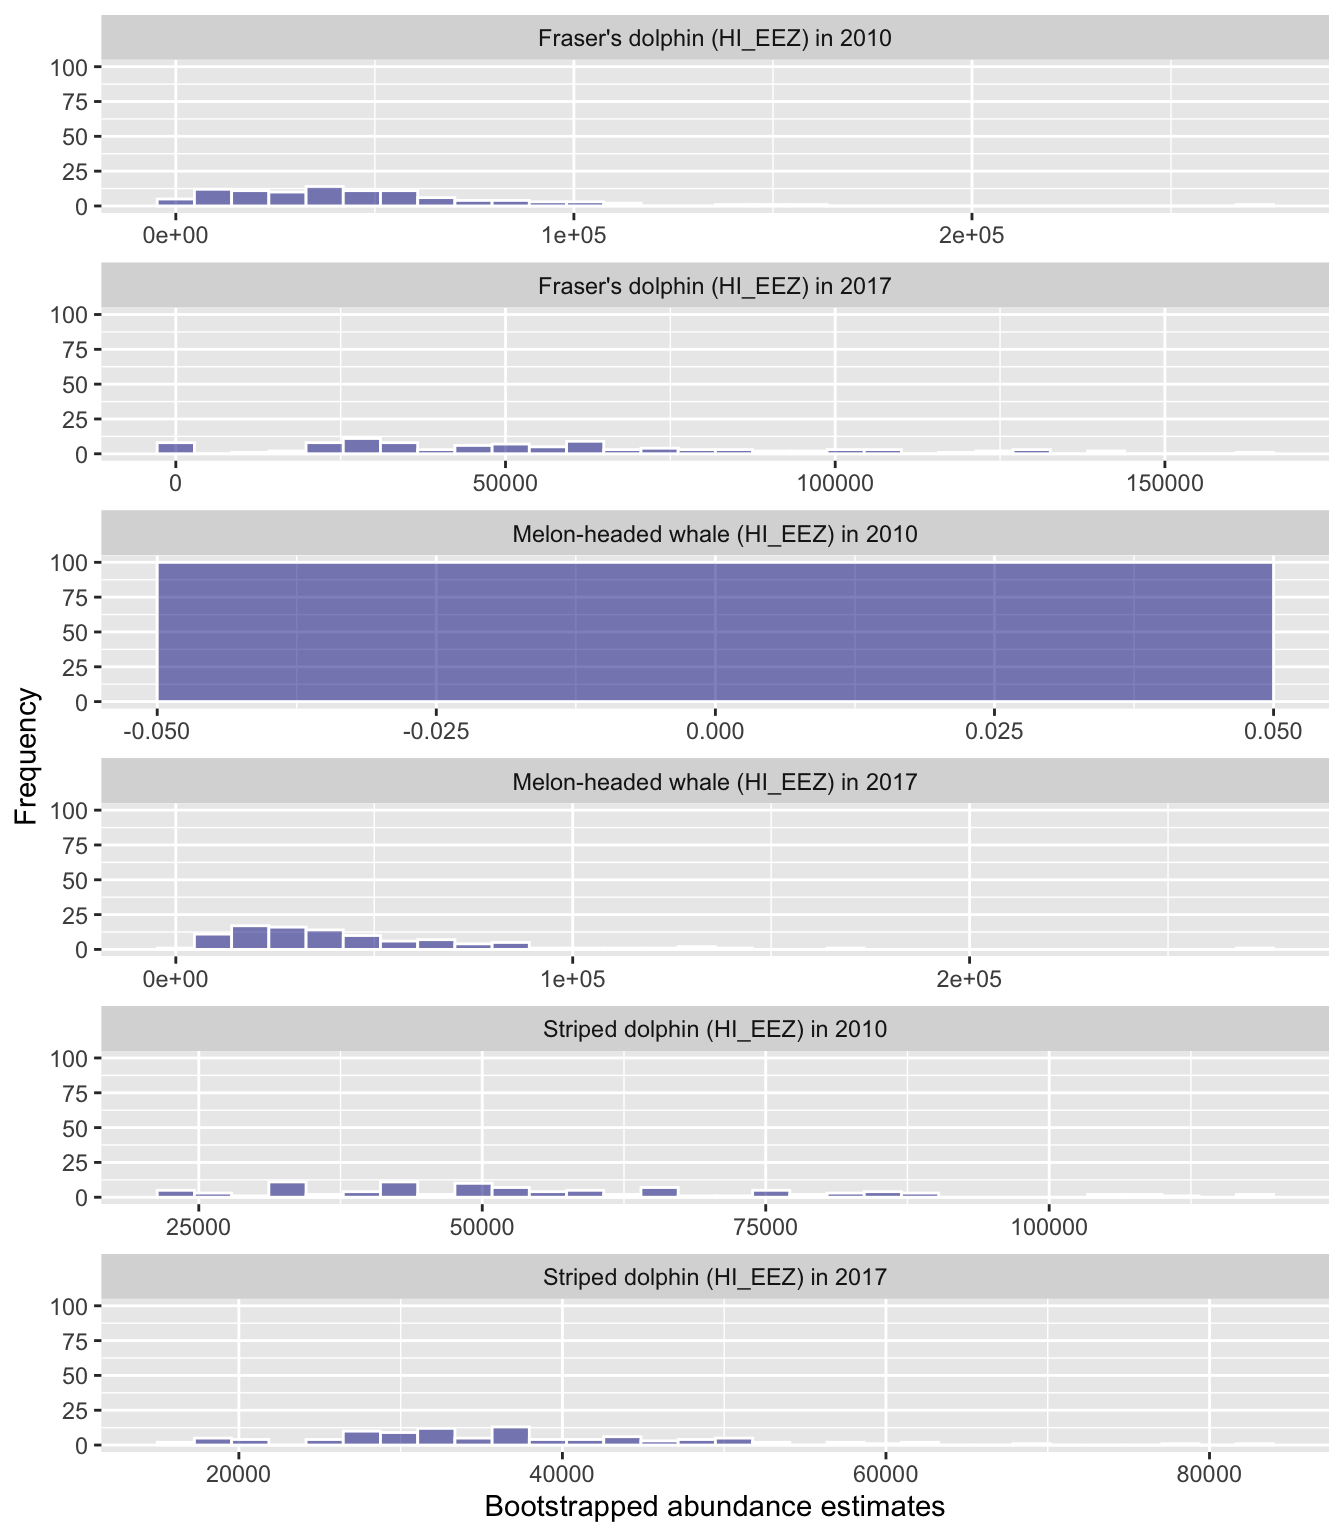 Fraser's dolphin (HI_EEZ) in 2010
100
75
50
25
0
0e+00 1e+05 2e+05
Fraser's dolphin (HI_EEZ) in 2017
100
75
50
25
0
0 50000 100000 150000
Melon-headed whale (HI_EEZ) in 2010
100
75
50
25
0
-0.050 -0.025 0.000 0.025 0.050
Frequency
Melon-headed whale (HI_EEZ) in 2017
100
75
50
25
0
0e+00 1e+05 2e+05
Striped dolphin (HI_EEZ) in 2010
100
75
50
25
0
25000 50000 75000 100000
Striped dolphin (HI_EEZ) in 2017
100
75
50
25
0
20000 40000 60000 80000
Bootstrapped abundance estimates